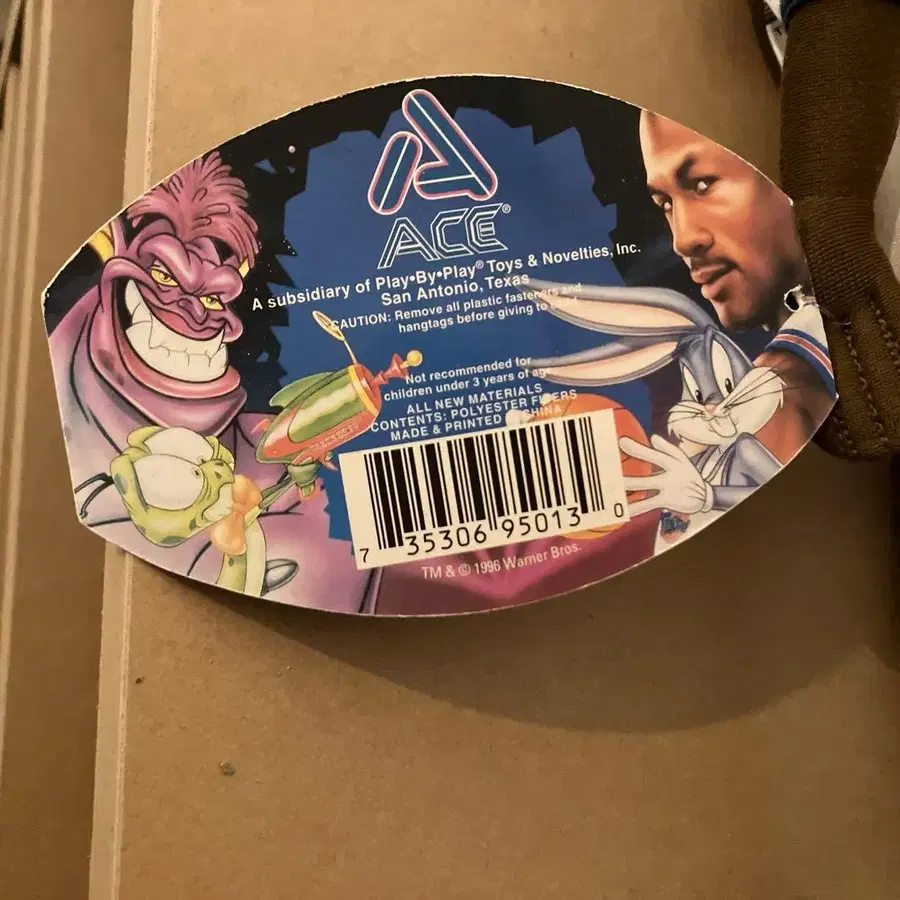 ACE®
A subsidiary of Play•By•Play® Toys & Novelties, Inc.
San Antonio, Texas
CAUTION: Remove all plastic fasteners and
hangtags before giving to
Not recommended for
children under 3 years of age
ALL NEW MATERIALS
CONTENTS: POLYESTER FIBERS
MADE & PRINTED CHINA
7 35306 95013 0
TM & © 1996 Warner Bros.